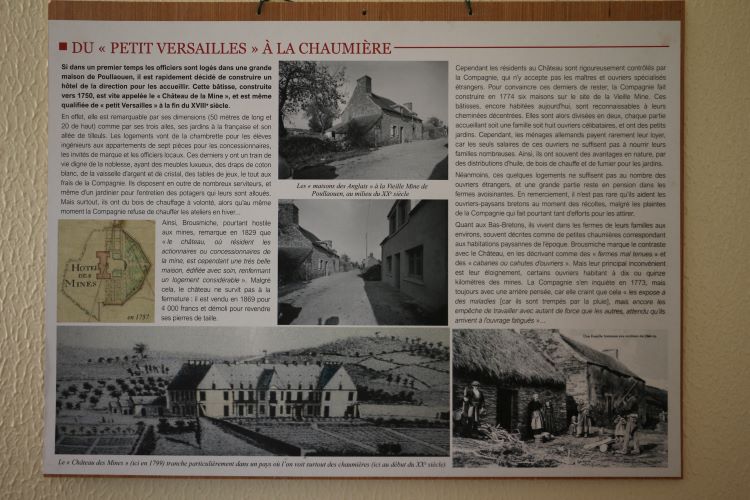 DU « PETIT VERSAILLES » À LA CHAUMIÈRE
Si dans un premier temps les officiers sont logés dans une grande
maison de Poullaouen, il est rapidement décidé de construire un
hôtel de la direction pour les accueillir. Cette bâtisse, construite
vers 1750, est vite appelée le « Château de la Mine », et est même
qualifiée de « petit Versailles » à la fin du XVIIIᵉ siècle.
En effet, elle est remarquable par ses dimensions (50 mètres de long et
20 de haut) comme par ses trois ailes, ses jardins à la française et son
allée de tilleuls. Les logements vont de la chambrette pour les élèves
ingénieurs aux appartements de sept pièces pour les concessionnaires,
les invités de marque et les officiers locaux. Ces derniers y ont un train de
vie digne de la noblesse, ayant des meubles luxueux, des draps de coton
blanc, de la vaisselle d'argent et de cristal, des tables de jeux, le tout aux
frais de la Compagnie. Ils disposent en outre de nombreux serviteurs, et
même d'un jardinier pour l'entretien des potagers qui leurs sont alloués.
Mais surtout, ils ont du bois de chauffage à volonté, alors qu'au même
moment la Compagnie refuse de chauffer les ateliers en hiver...
HOTEL
DES
MINES
en 1757
Ainsi, Brousmiche, pourtant hostile
aux mines, remarque en 1829 que
« le château, où résident les
actionnaires ou concessionnaires de
la mine, est cependant une très belle
maison, édifiée avec soin, renfermant
un logement considérable ». Malgré
cela, le château ne survit pas à la
fermeture : il est vendu en 1869 pour
4 000 francs et démoli pour revendre
ses pierres de taille.
Les « maisons des Anglais » à la Vieille Mine de
Poullaouen, au milieu du XXᵉ siècle
Cependant les résidents au Château sont rigoureusement contrôlés par
la Compagnie, qui n'y accepte pas les maîtres et ouvriers spécialisés
étrangers. Pour convaincre ces derniers de rester, la Compagnie fait
construire en 1774 six maisons sur le site de la Vieille Mine. Ces
bâtisses, encore habitées aujourd'hui, sont reconnaissables à leurs
cheminées décentrées. Elles sont alors divisées en deux, chaque partie
accueillant soit une famille soit huit ouvriers célibataires, et ont des petits
jardins. Cependant, les ménages allemands payent rarement leur loyer,
car les seuls salaires de ces ouvriers ne suffisent pas à nourrir leurs
familles nombreuses. Ainsi, ils ont souvent des avantages en nature, par
des distributions d'huile, de bois de chauffe et de fumier pour les jardins.
Néanmoins, ces quelques logements ne suffisent pas au nombre des
ouvriers étrangers, et une grande partie est en pension dans les
fermes avoisinantes. En remerciement, il n'est pas rare qu'ils aident les
ouvriers-paysans bretons au moment des récoltes, malgré les plaintes
de la Compagnie qui fait pourtant tant d'efforts pour les attirer.
Quant aux Bas-Bretons, ils vivent dans les fermes de leurs familles aux
environs, souvent décrites comme de petites chaumières correspondant
aux habitations paysannes de l'époque. Brousmiche marque le contraste
avec le Château, en les décrivant comme des « fermes mal tenues » et
des « cabanes ou cahutes d'ouvriers ». Mais leur principal inconvénient
est leur éloignement, certains ouvriers habitant à dix ou quinze
kilomètres des mines. La Compagnie s'en inquiète en 1773, mais
toujours avec une arrière pensée, car elle craint que cela « les expose à
des maladies [car ils sont trempés par la pluie], mais encore les
empêche de travailler avec autant de force que les autres, attendu qu'ils
arrivent à l'ouvrage fatigués »...
Le « Château des Mines » (ici en 1799) tranche particulièrement dans un pays où l'on voit surtout des chaumières (ici au début du XXᵉ siècle)